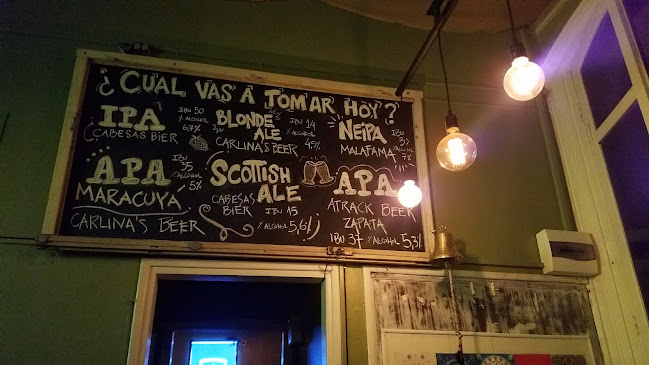 ¿CUAL VAS A TOMAR HOY?
IPA
IBU 50
% ALCOHOL
6,7%
CABESAS BIER
BLONDE
ALE
IBU 14
% ALCOHOL
CARLINA'S BEER 4,5%
NEIPA
IBU
MALAFAMA
7%
APA
IBU
35
% ALCOHOL
5%
MARACUYA
CARLINA'S BEER
SCOTTISH
ALE
CABESAS
BIER
IBU 15
% ALCOHOL 5,6%
APA
ATRACK BEER
ZAPATA
IBU 37 % ALCOHOL 5,3%